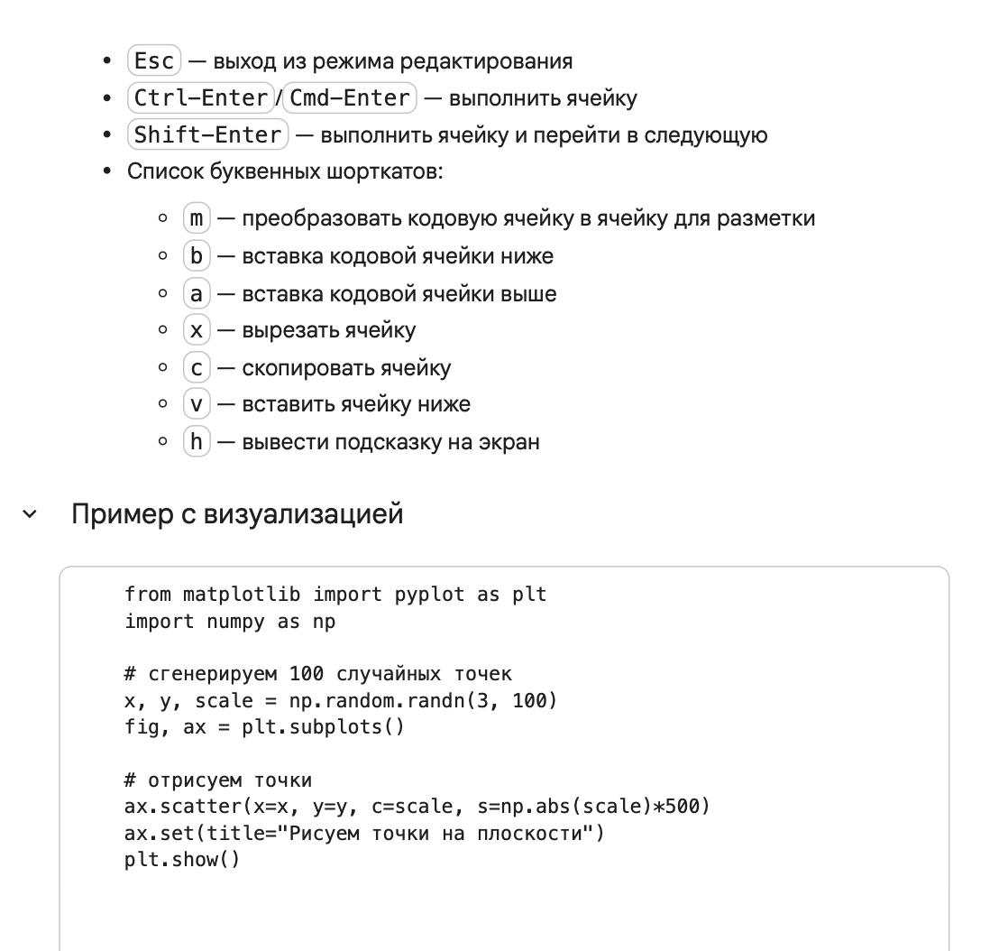 • Esc — выход из режима редактирования
• Ctrl-Enter/Cmd-Enter — выполнить ячейку
• Shift-Enter — выполнить ячейку и перейти в следующую
• Список буквенных шорткатов:
◦ m — преобразовать кодовую ячейку в ячейку для разметки
◦ b — вставка кодовой ячейки ниже
◦ a — вставка кодовой ячейки выше
◦ x — вырезать ячейку
◦ c — скопировать ячейку
◦ v — вставить ячейку ниже
◦ h — вывести подсказку на экран
Пример с визуализацией
from matplotlib import pyplot as plt
import numpy as np
# сгенерируем 100 случайных точек
x, y, scale = np.random.randn(3, 100)
fig, ax = plt.subplots()
# отрисуем точки
ax.scatter(x=x, y=y, c=scale, s=np.abs(scale)*500)
ax.set(title="Рисуем точки на плоскости")
plt.show()